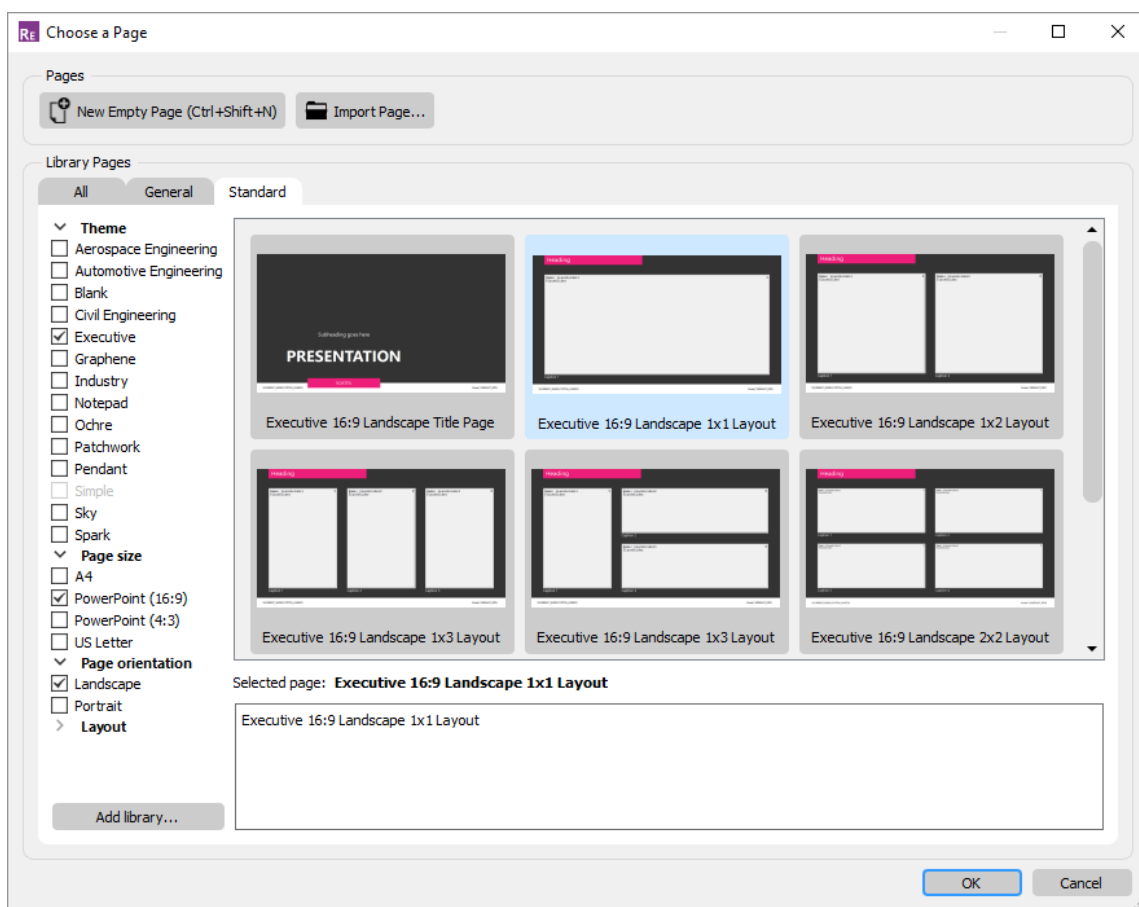 RE Choose a Page
Pages
New Empty Page (Ctrl+Shift+N)
Import Page...
Library Pages
All
General
Standard
Theme
Aerospace Engineering
Automotive Engineering
Blank
Civil Engineering
Executive
Graphene
Industry
Notepad
Ochre
Patchwork
Pendant
Simple
Sky
Spark
Page size
A4
PowerPoint (16:9)
PowerPoint (4:3)
US Letter
Page orientation
Landscape
Portrait
Layout
Add library...
Subheading goes here
PRESENTATION
Executive 16:9 Landscape Title Page
Heading
Executive 16:9 Landscape 1x1 Layout
Heading
Executive 16:9 Landscape 1x2 Layout
Heading
Executive 16:9 Landscape 1x3 Layout
Heading
Executive 16:9 Landscape 1x3 Layout
Heading
Executive 16:9 Landscape 2x2 Layout
Selected page: Executive 16:9 Landscape 1x1 Layout
Executive 16:9 Landscape 1x1 Layout
OK
Cancel